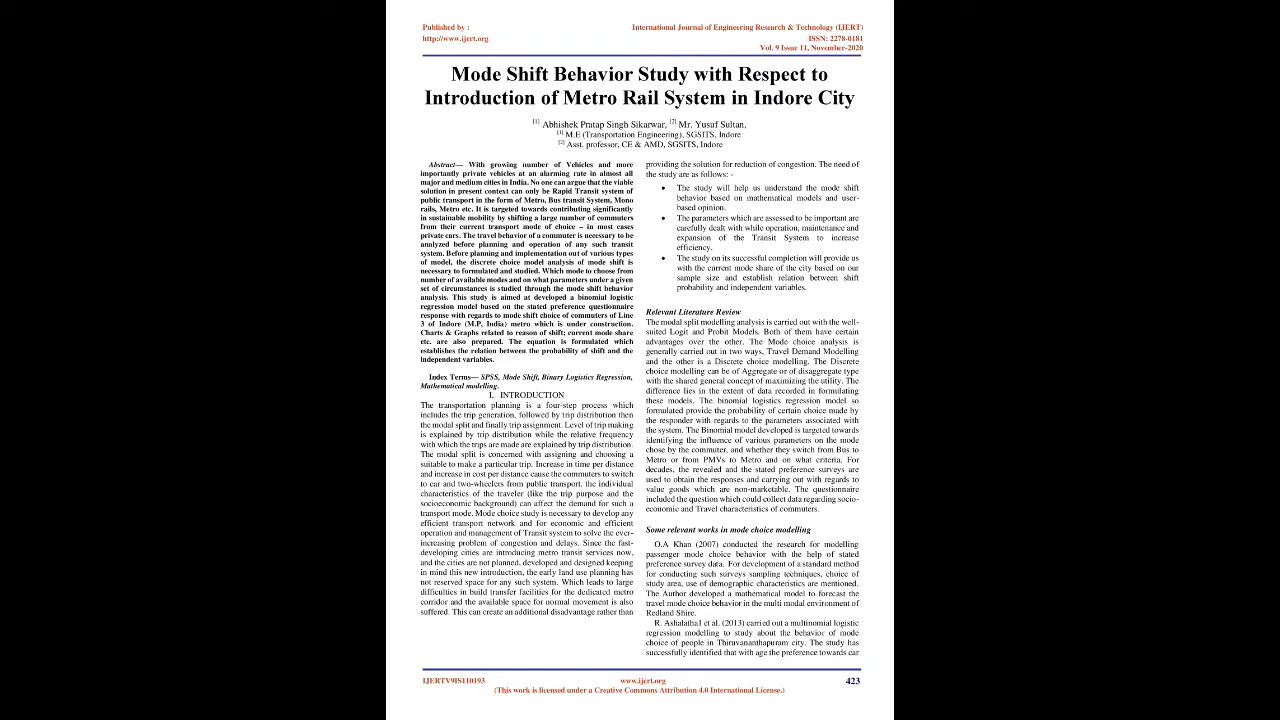 Published by :
http://www.ijert.org
International Journal of Engineering Research & Technology (IJERT)
ISSN: 2278-0181
Vol. 9 Issue 11, November-2020
Mode Shift Behavior Study with Respect to
Introduction of Metro Rail System in Indore City
[1] Abhishek Pratap Singh Sikarwar, [2] Mr. Yusuf Sultan,
[1] M.E (Transportation Engineering), SGSITS, Indore
[2] Asst. professor, CE & AMD, SGSITS, Indore
Abstract— With growing number of Vehicles and more
importantly private vehicles at an alarming rate in almost all
major and medium cities in India. No one can argue that the viable
solution in present context can only be Rapid Transit system of
public transport in the form of Metro, Bus transit System, Mono
rails, Metro etc. It is targeted towards contributing significantly
in sustainable mobility by shifting a large number of commuters
from their current transport mode of choice – in most cases
private cars. The travel behavior of a commuter is necessary to be
analyzed before planning and operation of any such transit
system. Before planning and implementation out of various types
of model, the discrete choice model analysis of mode shift is
necessary to formulated and studied. Which mode to choose from
number of available modes and on what parameters under a given
set of circumstances is studied through the mode shift behavior
analysis. This study is aimed at developed a binomial logistic
regression model based on the stated preference questionnaire
response with regards to mode shift choice of commuters of Line
3 of Indore (M.P, India) metro which is under construction.
Charts & Graphs related to reason of shift; current mode share
etc. are also prepared. The equation is formulated which
establishes the relation between the probability of shift and the
independent variables.
Index Terms— SPSS, Mode Shift, Binary Logistics Regression,
Mathematical modelling.
I. INTRODUCTION
The transportation planning is a four-step process which
includes the trip generation, followed by trip distribution then
the modal split and finally trip assignment. Level of trip making
is explained by trip distribution while the relative frequency
with which the trips are made are explained by trip distribution.
The modal split is concerned with assigning and choosing a
suitable to make a particular trip. Increase in time per distance
and increase in cost per distance cause the commuters to switch
to car and two-wheelers from public transport. the individual
characteristics of the traveler (like the trip purpose and the
socioeconomic background) can affect the demand for such a
transport mode. Mode choice study is necessary to develop any
efficient transport network and for economic and efficient
operation and management of Transit system to solve the ever-
increasing problem of congestion and delays. Since the fast-
developing cities are introducing metro transit services now,
and the cities are not planned, developed and designed keeping
in mind this new introduction, the early land use planning has
not reserved space for any such system. Which leads to large
difficulties in build transfer facilities for the dedicated metro
corridor and the available space for normal movement is also
suffered. This can create an additional disadvantage rather than
providing the solution for reduction of congestion. The need of
the study are as follows: -
• The study will help us understand the mode shift
behavior based on mathematical models and user-
based opinion.
• The parameters which are assessed to be important are
carefully dealt with while operation, maintenance and
expansion of the Transit System to increase
efficiency.
• The study on its successful completion will provide us
with the current mode share of the city based on our
sample size and establish relation between shift
probability and independent variables.
Relevant Literature Review
The modal split modelling analysis is carried out with the well-
suited Logit and Probit Models. Both of them have certain
advantages over the other. The Mode choice analysis is
generally carried out in two ways, Travel Demand Modelling
and the other is a Discrete choice modelling. The Discrete
choice modelling can be of Aggregate or of disaggregate type
with the shared general concept of maximizing the utility. The
difference lies in the extent of data recorded in formulating
these models. The binomial logistics regression model so
formulated provide the probability of certain choice made by
the responder with regards to the parameters associated with
the system. The Binomial model developed is targeted towards
identifying the influence of various parameters on the mode
chose by the commuter, and whether they switch from Bus to
Metro or from PMVs to Metro and on what criteria. For
decades, the revealed and the stated preference surveys are
used to obtain the responses and carrying out with regards to
value goods which are non-marketable. The questionnaire
included the question which could collect data regarding socio-
economic and Travel characteristics of commuters.
Some relevant works in mode choice modelling
O.A Khan (2007) conducted the research for modelling
passenger mode choice behavior with the help of stated
preference survey data. For development of a standard method
for conducting such surveys sampling techniques, choice of
study area, use of demographic characteristics are mentioned.
The Author developed a mathematical model to forecast the
travel mode choice behavior in the multi modal environment of
Redland Shire.
R. Ashalatha1 et al. (2013) carried out a multinomial logistic
regression modelling to study about the behavior of mode
choice of people in Thiruvananthapuram city. The study has
successfully identified that with age the preference towards car
IJERTV9IS110193
www.ijert.org
(This work is licensed under a Creative Commons Attribution 4.0 International License.)
423